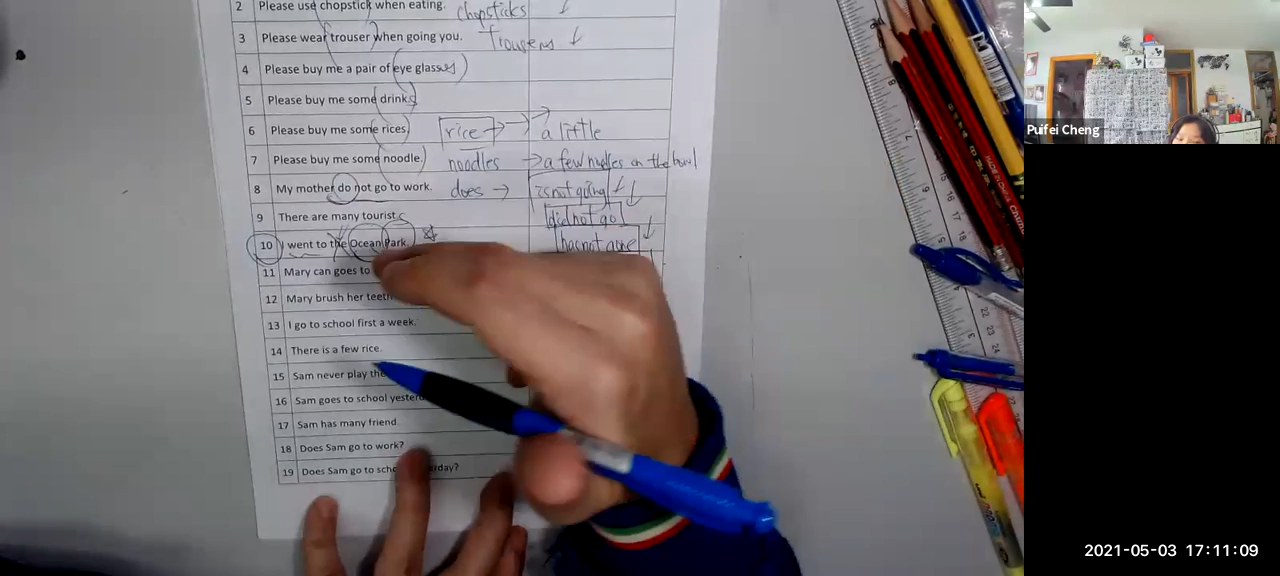 2 Please use chopstick when eating. chopsticks ↓
3 Please wear trouser when going you. Trousers ↓
4 Please buy me a pair of eye glasses
5 Please buy me some drinks
6 Please buy me some rices rice → a little
7 Please buy me some noodle. noodles → a few nudles on the bowl
8 My mother do not go to work. does → is not going ↓
9 There are many tourist. did not go ↓
10 I went to the Ocean Park. has not gone ↓
11 Mary can goes to
12 Mary brush her teeth
13 I go to school first a week.
14 There is a few rice.
15 Sam never play the
16 Sam goes to school
17 Sam has many friend.
18 Does Sam go to work?
19 Does Sam go to
Puifei Cheng
2021-05-03 17:11:09